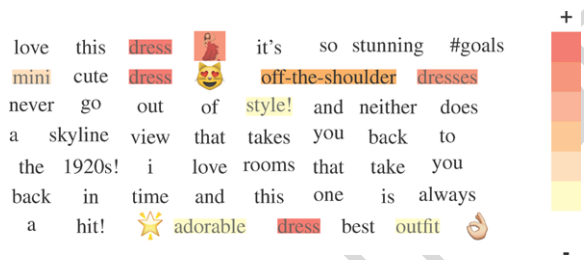 +
love this dress 💃 it's so stunning #goals
mini cute dress 😻 off-the-shoulder dresses
never go out of style! and neither does
a skyline view that takes you back to
the 1920s! i love rooms that take you
back in time and this one is always
a hit! 🌟 adorable dress best outfit 👌
-